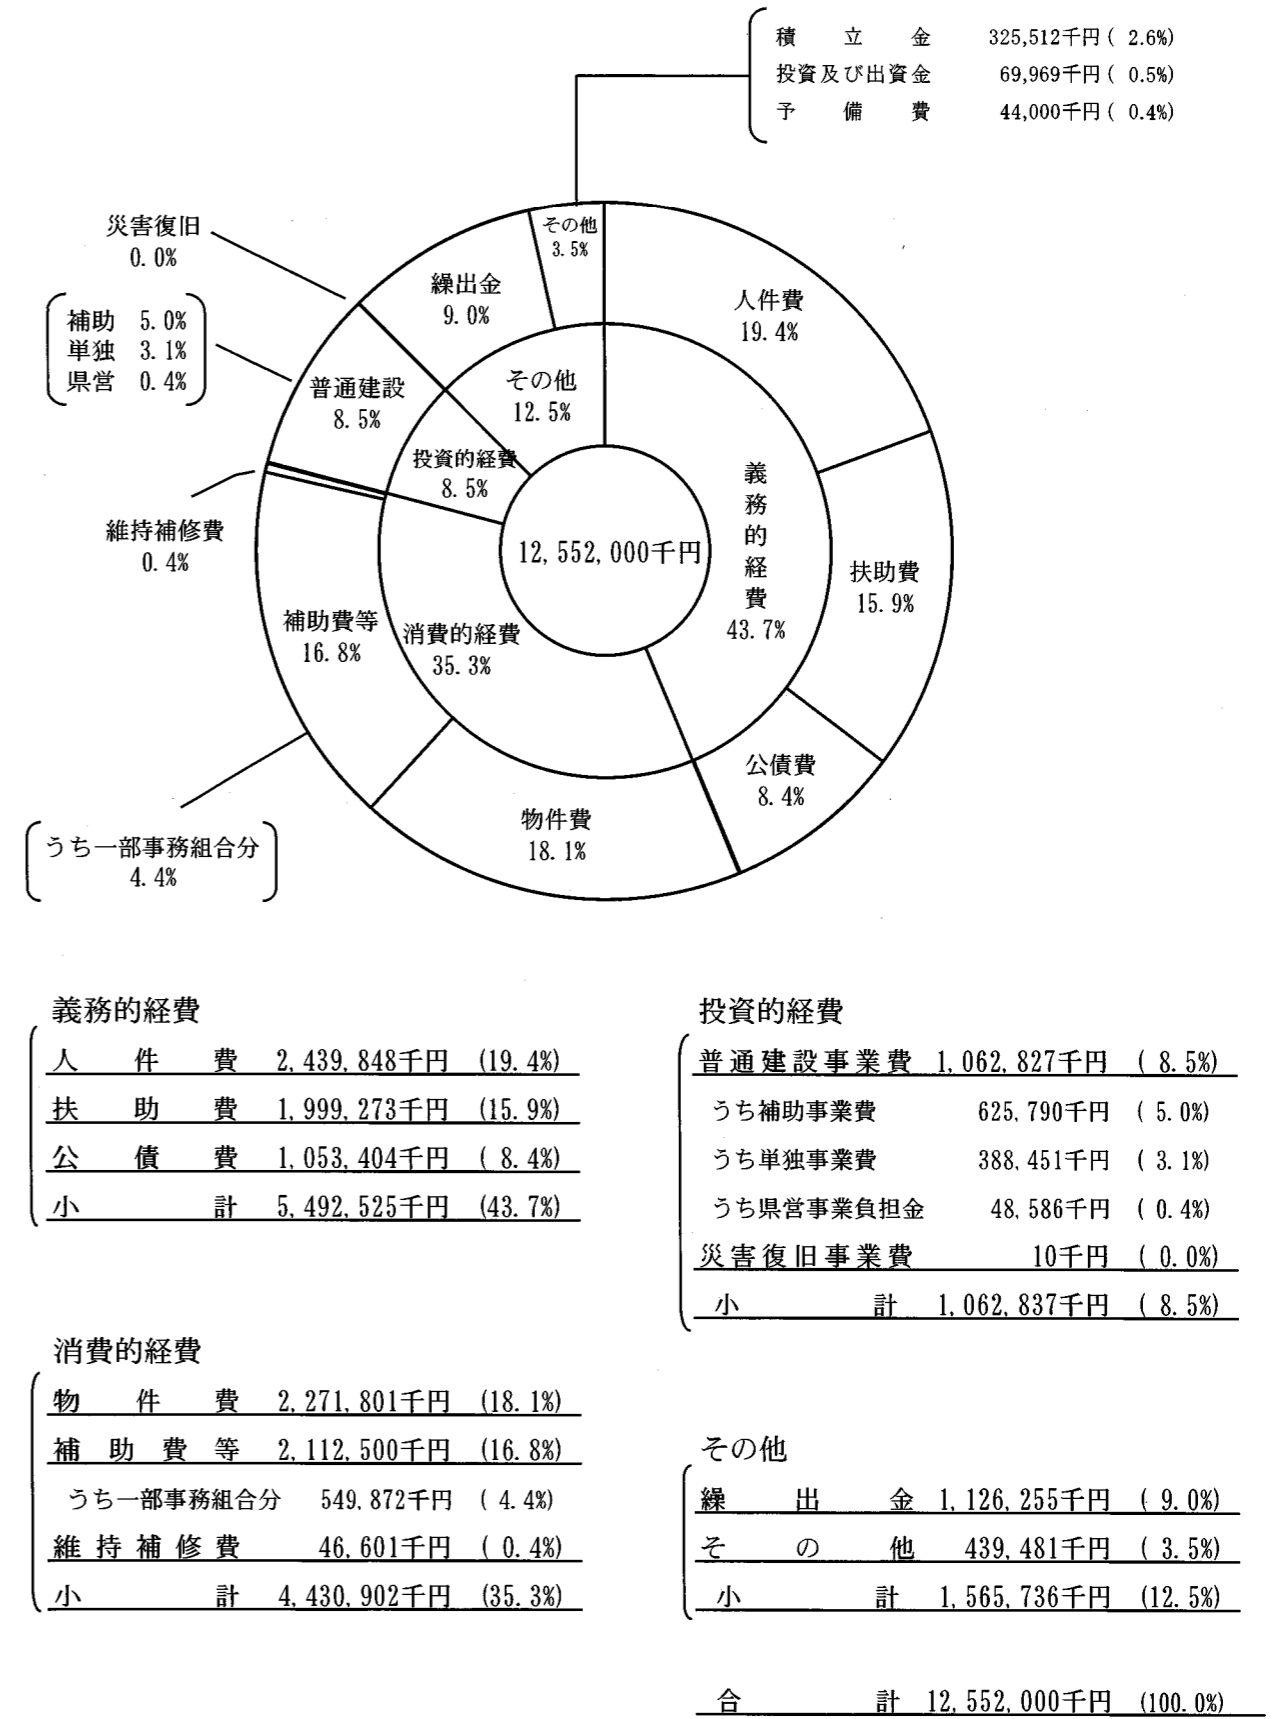 積立金 325,512千円 ( 2.6%)
投資及び出資金 69,969千円 ( 0.5%)
予備費 44,000千円 ( 0.4%)
災害復旧
0.0%
補助 5.0%
単独 3.1%
県営 0.4%
その他
3.5%
繰出金
9.0%
人件費
19.4%
普通建設
8.5%
その他
12.5%
投資的経費
8.5%
義務的経費
43.7%
12,552,000千円
維持補修費
0.4%
扶助費
15.9%
補助費等
16.8%
消費的経費
35.3%
公債費
8.4%
物件費
18.1%
うち一部事務組合分
4.4%
義務的経費
人件費 2,439,848千円 (19.4%)
扶助費 1,999,273千円 (15.9%)
公債費 1,053,404千円 ( 8.4%)
小計 5,492,525千円 (43.7%)
消費的経費
物件費 2,271,801千円 (18.1%)
補助費等 2,112,500千円 (16.8%)
うち一部事務組合分 549,872千円 ( 4.4%)
維持補修費 46,601千円 ( 0.4%)
小計 4,430,902千円 (35.3%)
投資的経費
普通建設事業費 1,062,827千円 ( 8.5%)
うち補助事業費 625,790千円 ( 5.0%)
うち単独事業費 388,451千円 ( 3.1%)
うち県営事業負担金 48,586千円 ( 0.4%)
災害復旧事業費 10千円 ( 0.0%)
小計 1,062,837千円 ( 8.5%)
その他
繰出金 1,126,255千円 ( 9.0%)
その他 439,481千円 ( 3.5%)
小計 1,565,736千円 (12.5%)
合計 12,552,000千円 (100.0%)